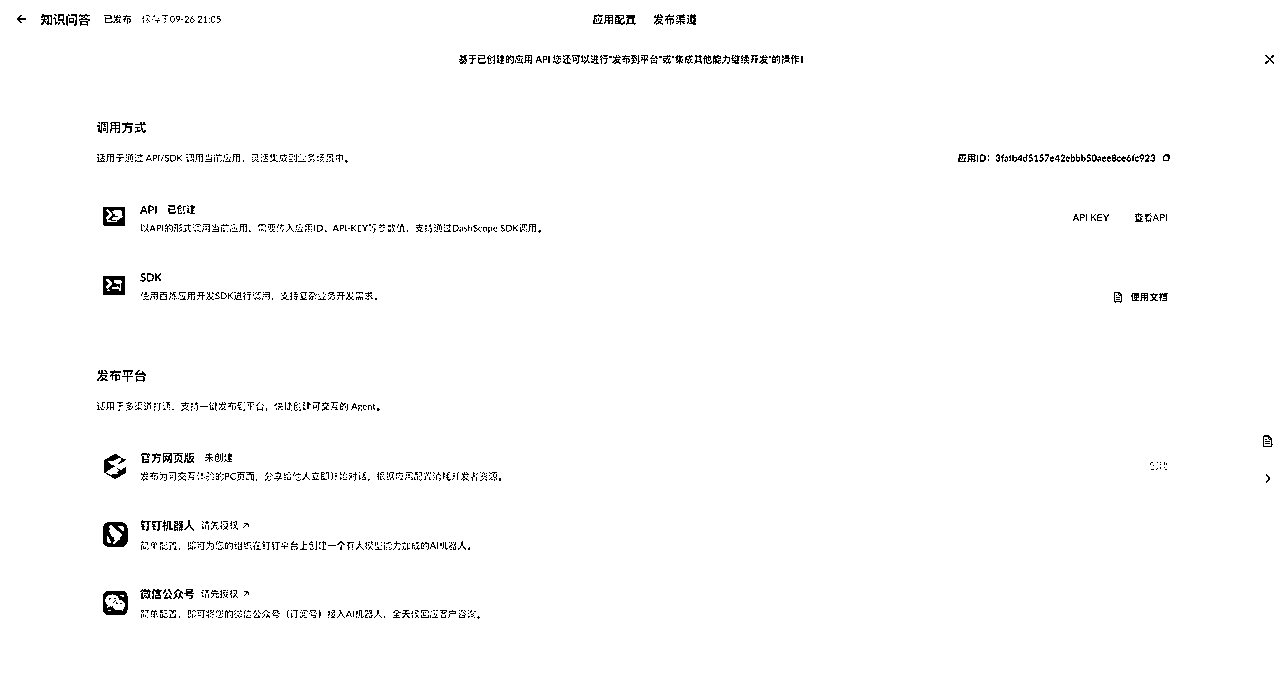 知识问答 已发布 保存于09-26 21:05
应用配置 发布渠道
基于已创建的应用 API 您还可以进行"发布到平台"或"集成其他能力继续开发"的操作！
调用方式
适用于通过 API/SDK 调用当前应用，灵活集成到业务场景中。
应用ID：
API 已创建
以API的形式调用当前应用，需要传入应用ID、API-KEY等参数值，支持通过DashScope SDK调用。
API KEY 查看API
SDK
使用百炼应用开发SDK进行调用，支持复杂业务开发需求。
使用文档
发布平台
适用于多渠道打通，支持一键发布到平台，快捷创建可交互的 Agent。
官方网页版 未创建
发布为可交互体验的PC页面，分享给他人立即开始对话，根据应用配置消耗开发者资源。
创建
钉钉机器人 请先授权
简单配置，即可为您的组织在钉钉平台上创建一个有大模型能力加成的AI机器人。
微信公众号 请先授权
简单配置，即可将您的微信公众号（订阅号）接入AI机器人，全天候回应客户咨询。